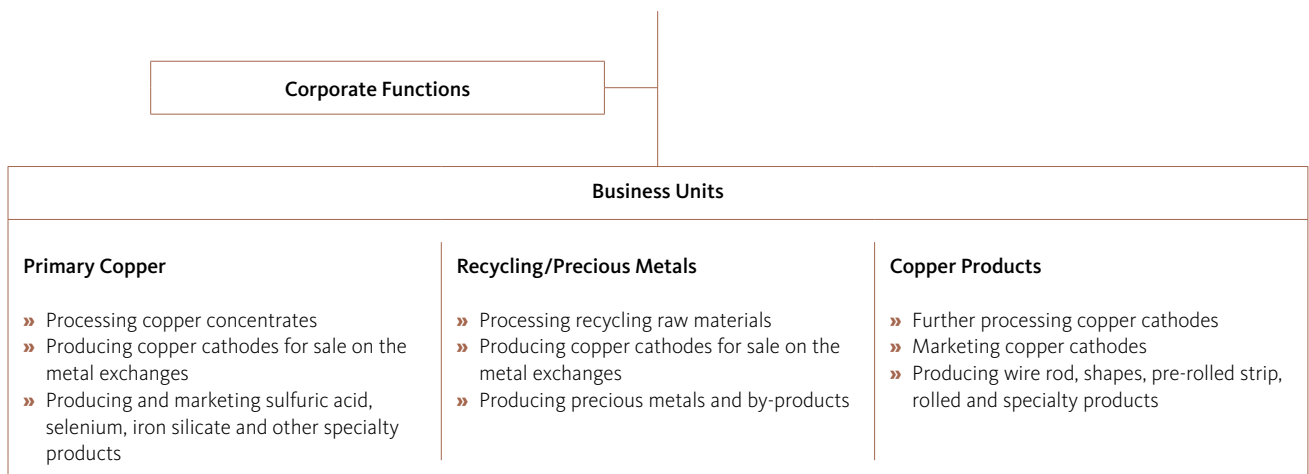 Corporate Functions
Business Units
Primary Copper
» Processing copper concentrates
» Producing copper cathodes for sale on the
metal exchanges
» Producing and marketing sulfuric acid,
selenium, iron silicate and other specialty
products
Recycling/Precious Metals
» Processing recycling raw materials
» Producing copper cathodes for sale on the
metal exchanges
» Producing precious metals and by-products
Copper Products
» Further processing copper cathodes
» Marketing copper cathodes
» Producing wire rod, shapes, pre-rolled strip,
rolled and specialty products